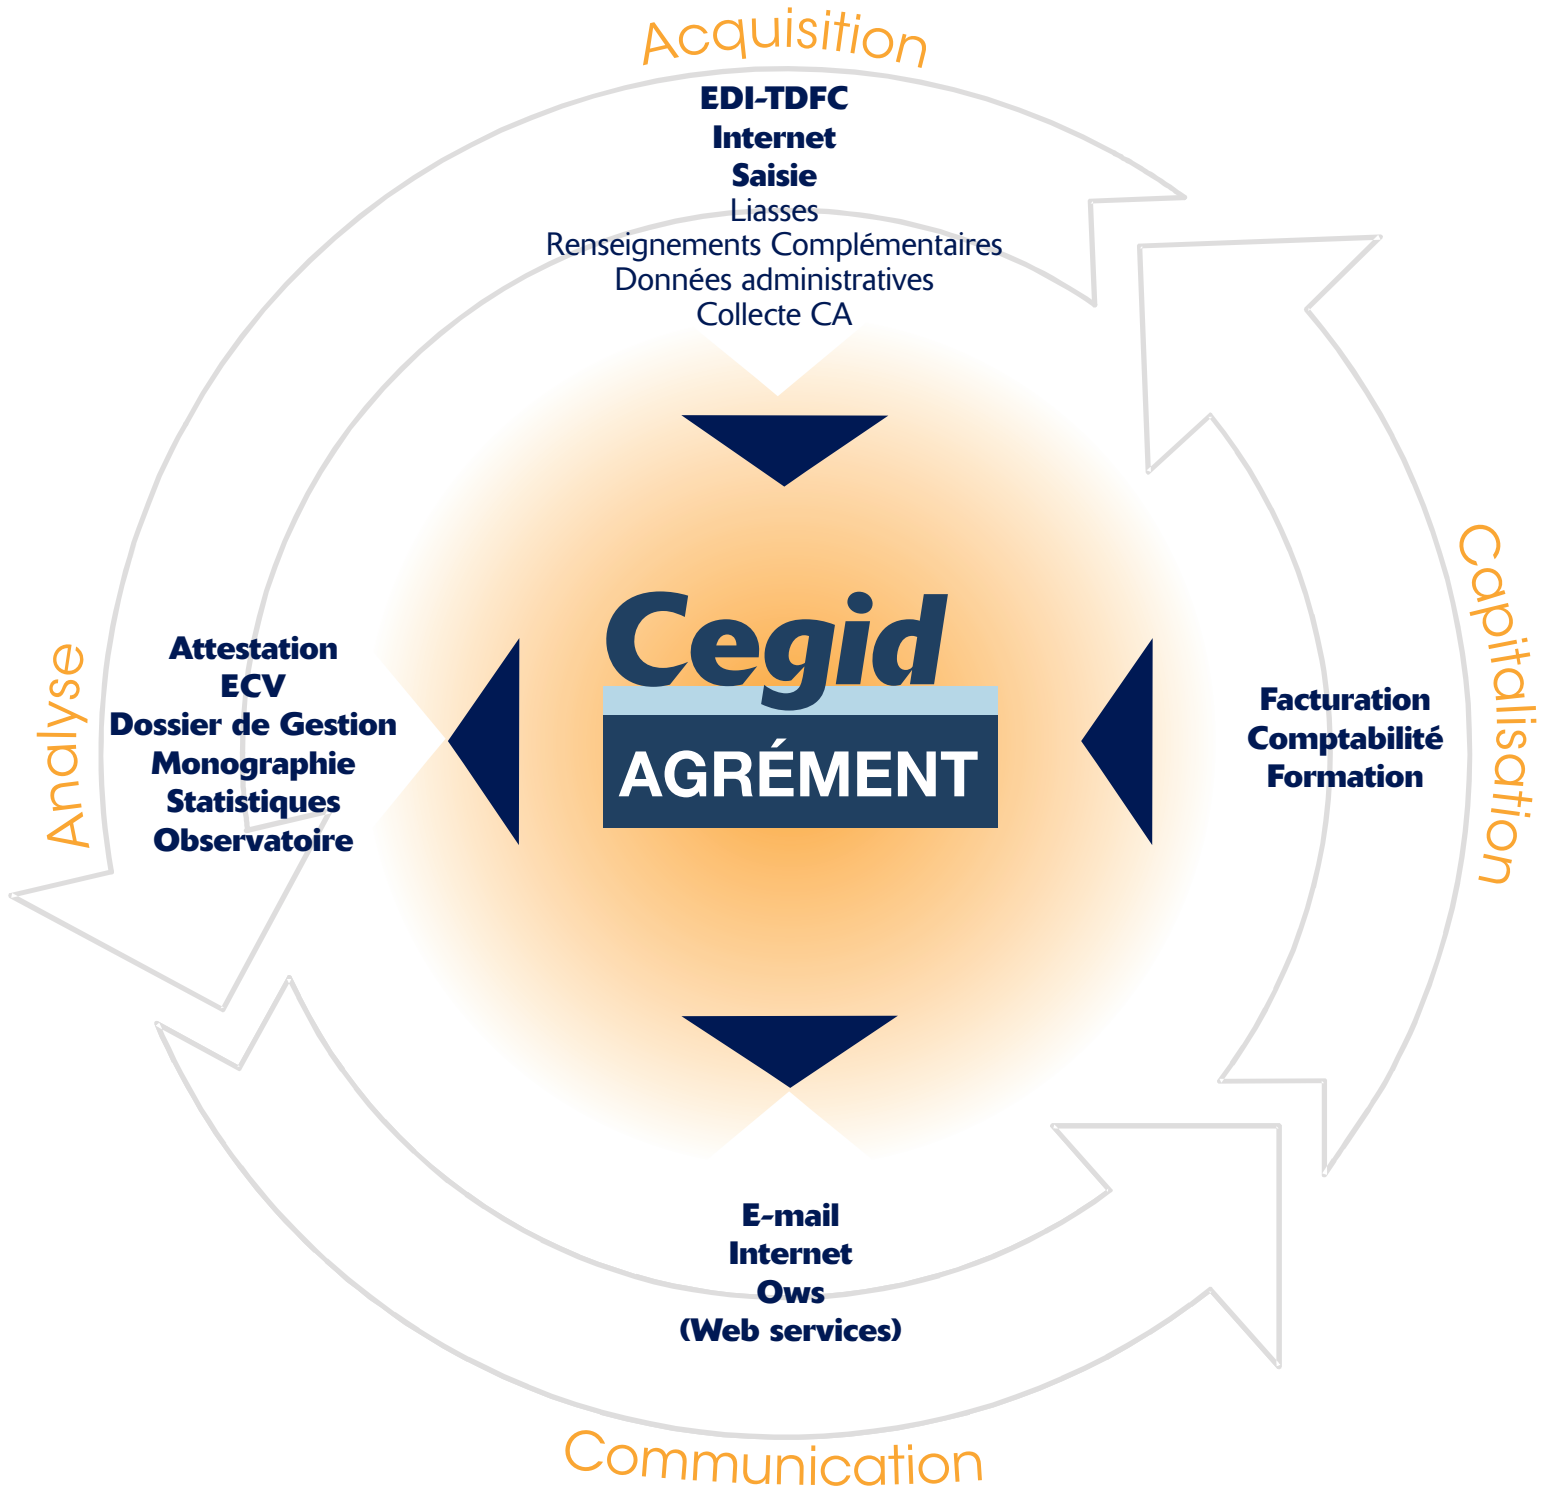 Acquisition
EDI-TDFC
Internet
Saisie
Liasses
Renseignements Complémentaires
Données administratives
Collecte CA
Analyse
Attestation
ECV
Dossier de Gestion
Monographie
Statistiques
Observatoire
Cegid
AGRÉMENT
Facturation
Comptabilité
Formation
Capitalisation
E-mail
Internet
Ows
(Web services)
Communication